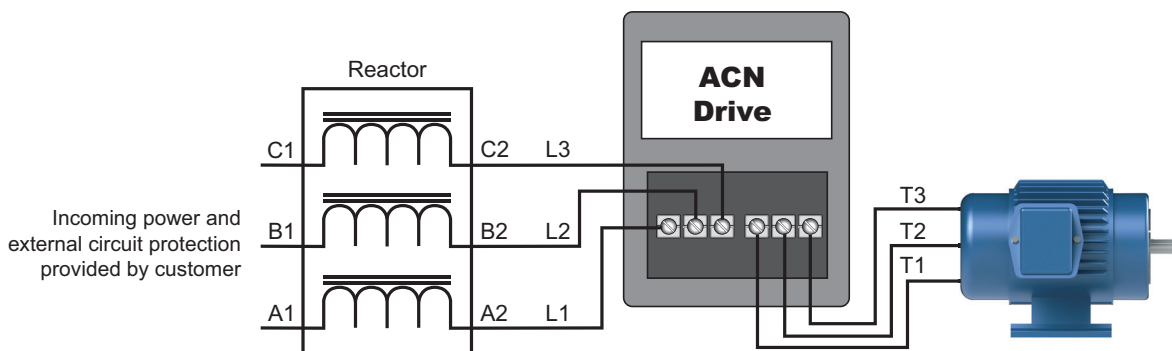 Reactor
ACN
Drive
C1 C2 L3
T3
Incoming power and
external circuit protection
provided by customer
B1 B2 L2
T2
T1
A1 A2 L1